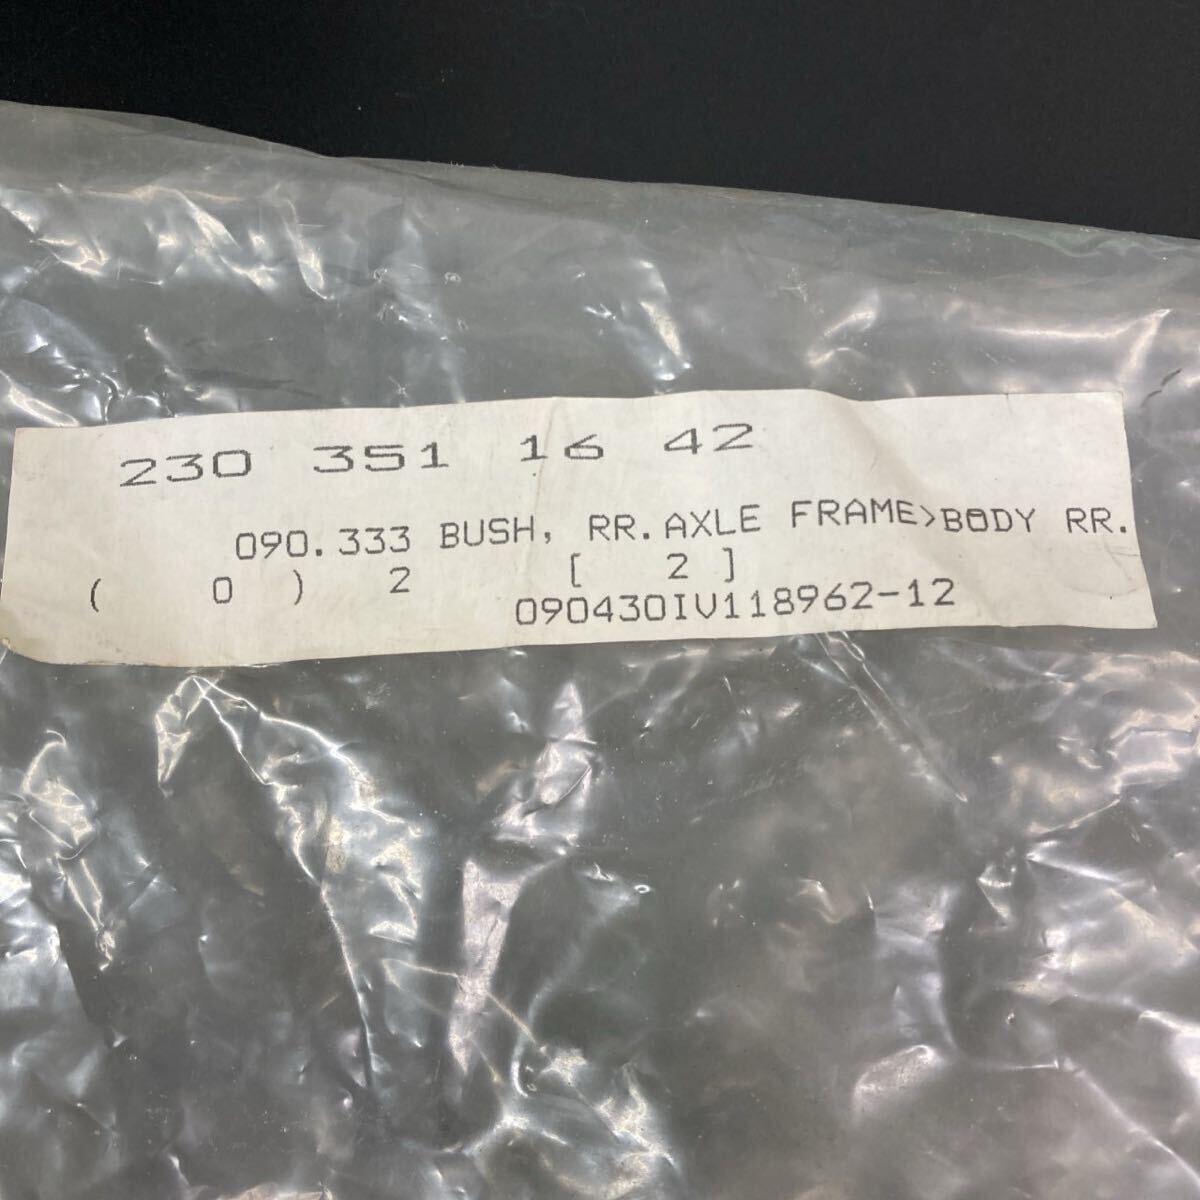 230 351 16 42
090.333 BUSH, RR.AXLE FRAME>BODY RR.
( 0 ) 2 [ 2 ]
090430IV118962-12